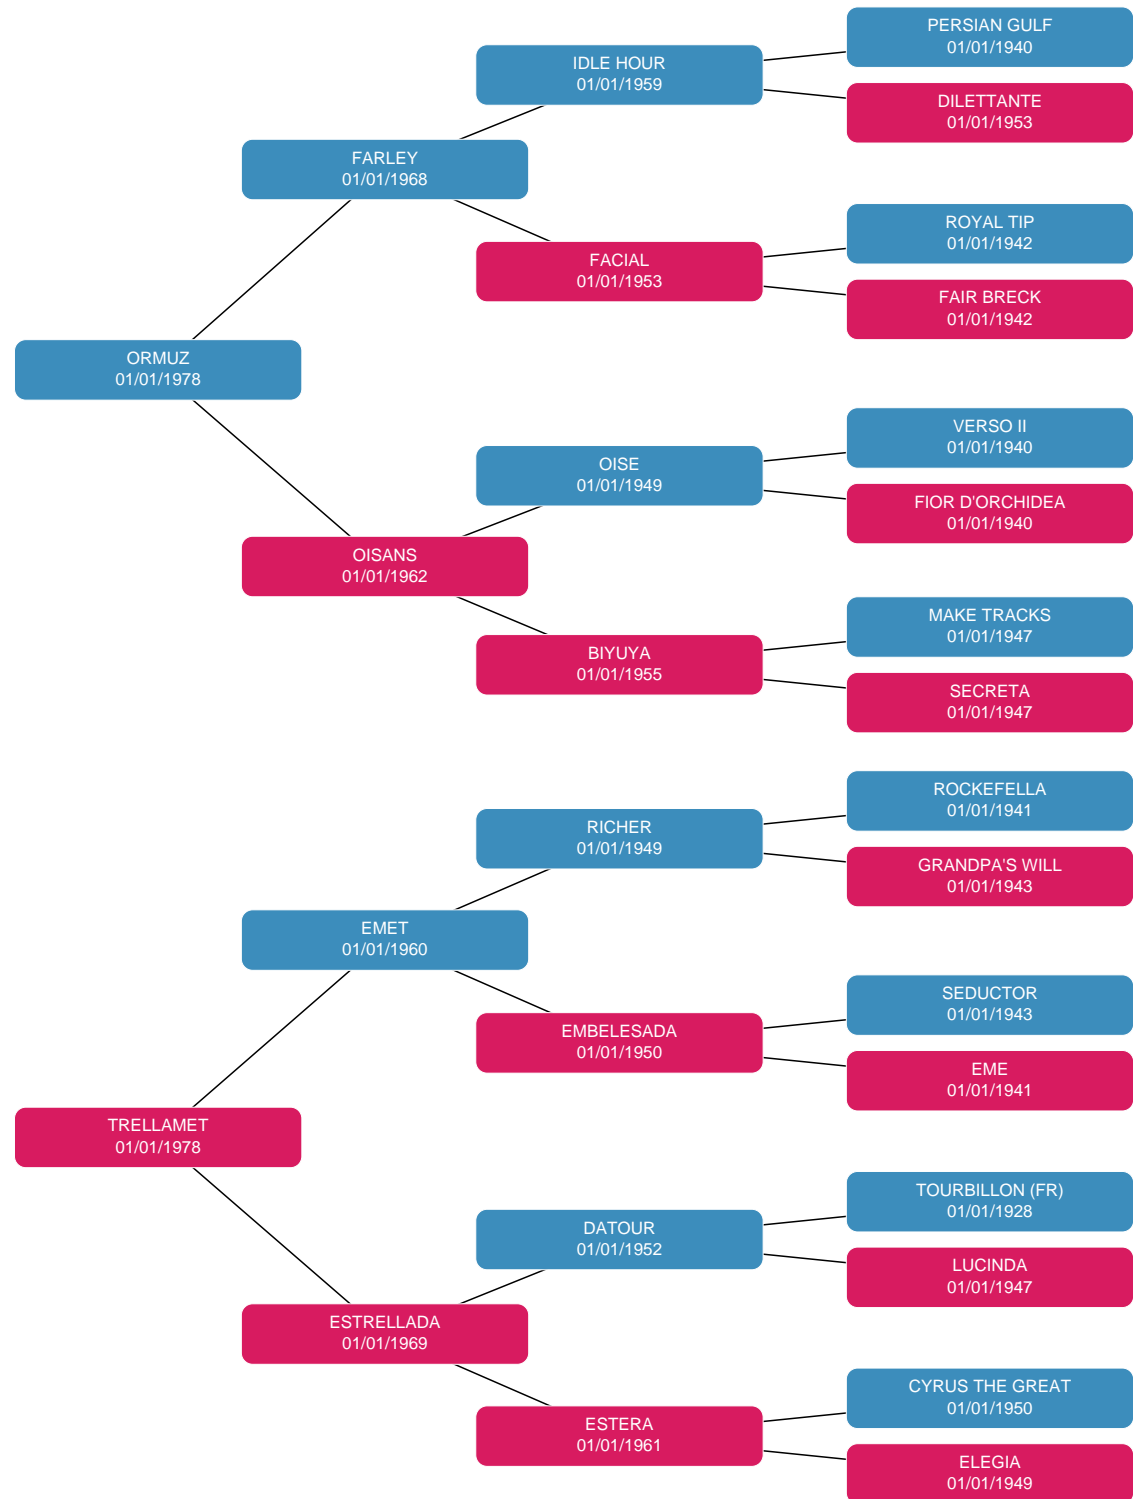 PERSIAN GULF
01/01/1940
IDLE HOUR
01/01/1959
DILETTANTE
01/01/1953
FARLEY
01/01/1968
ROYAL TIP
01/01/1942
FACIAL
01/01/1953
FAIR BRECK
01/01/1942
ORMUZ
01/01/1978
VERSO II
01/01/1940
OISE
01/01/1949
FIOR D'ORCHIDEA
01/01/1940
OISANS
01/01/1962
MAKE TRACKS
01/01/1947
BIYUYA
01/01/1955
SECRETA
01/01/1947
ROCKEFELLA
01/01/1941
RICHER
01/01/1949
GRANDPA'S WILL
01/01/1943
EMET
01/01/1960
SEDUCTOR
01/01/1943
EMBELESADA
01/01/1950
EME
01/01/1941
TRELLAMET
01/01/1978
TOURBILLON (FR)
01/01/1928
DATOUR
01/01/1952
LUCINDA
01/01/1947
ESTRELLADA
01/01/1969
CYRUS THE GREAT
01/01/1950
ESTERA
01/01/1961
ELEGIA
01/01/1949